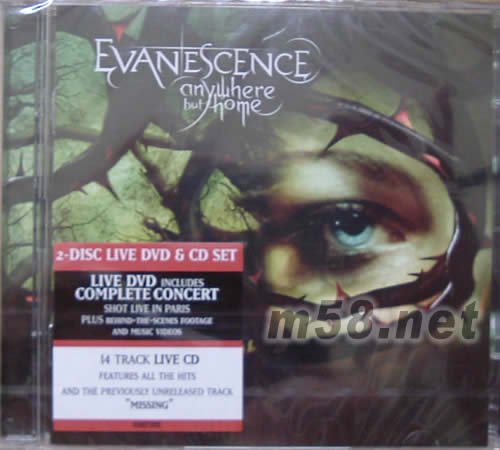 EVANESCENCE
anywhere
but home
2-DISC LIVE DVD & CD SET
LIVE DVD INCLUDES
COMPLETE CONCERT
SHOT LIVE IN PARIS
PLUS BEHIND-THE-SCENES FOOTAGE
AND MUSIC VIDEOS
m58.net
14 TRACK LIVE CD
FEATURES ALL THE HITS
AND THE PREVIOUSLY UNRELEASED TRACK
"MISSING"